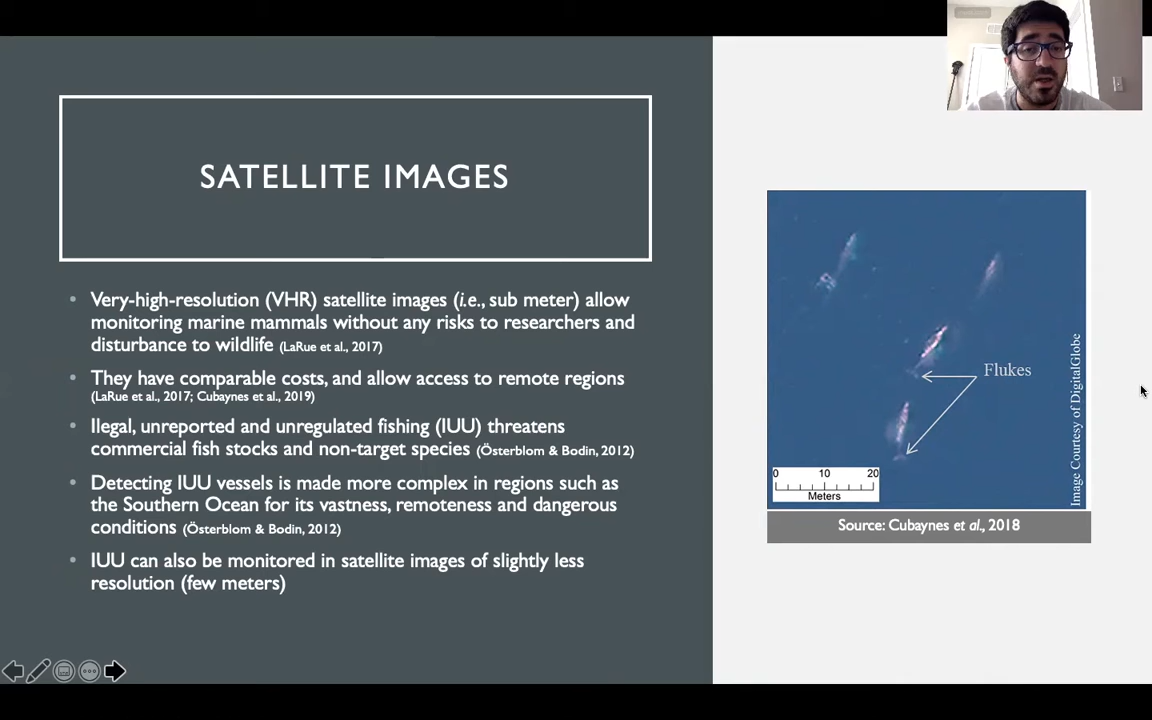 SATELLITE IMAGES
• Very-high-resolution (VHR) satellite images (i.e., sub meter) allow
monitoring marine mammals without any risks to researchers and
disturbance to wildlife (LaRue et al., 2017)
• They have comparable costs, and allow access to remote regions
(LaRue et al., 2017; Cubaynes et al., 2019)
• Ilegal, unreported and unregulated fishing (IUU) threatens
commercial fish stocks and non-target species (Österblom & Bodin, 2012)
• Detecting IUU vessels is made more complex in regions such as
the Southern Ocean for its vastness, remoteness and dangerous
conditions (Österblom & Bodin, 2012)
• IUU can also be monitored in satellite images of slightly less
resolution (few meters)
Flukes
0 10 20
Meters
Image Courtesy of DigitalGlobe
Source: Cubaynes et al., 2018